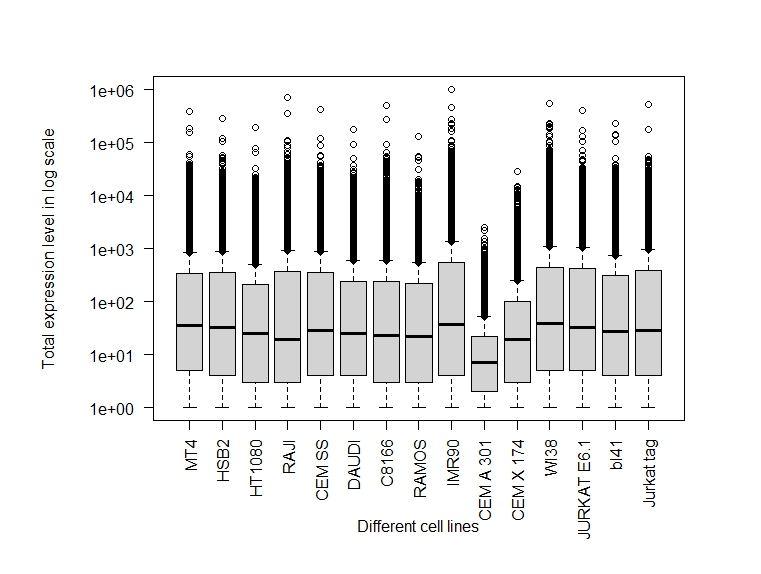 Total expression level in log scale
1e+06
1e+05
1e+04
1e+03
1e+02
1e+01
1e+00
MT4
HSB2
HT1080
RAJI
CEM SS
DAUDI
C8166
RAMOS
IMR90
CEM A 301
CEM X 174
WI38
JURKAT E6.1
bl41
Jurkat tag
Different cell lines